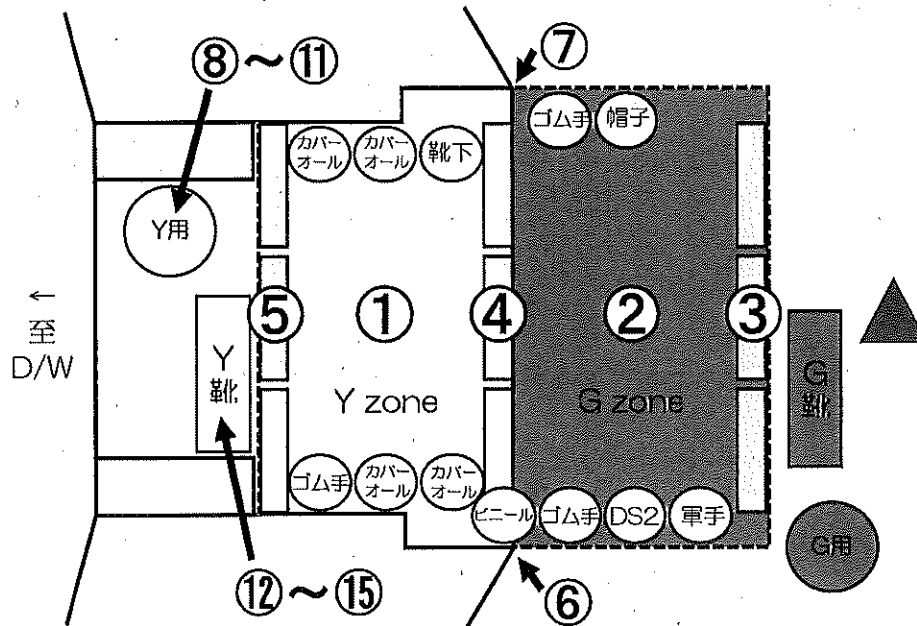 ⑧～⑪
⑦
ゴム手
帽子
カバー
オール
カバー
オール
靴下
Y用
←
至
D/W
⑤
①
④
②
③
Y
靴
G
靴
Y zone
G zone
ゴム手
カバー
オール
カバー
オール
ビニール
ゴム手
DS2
軍手
G用
⑫～⑮
⑥